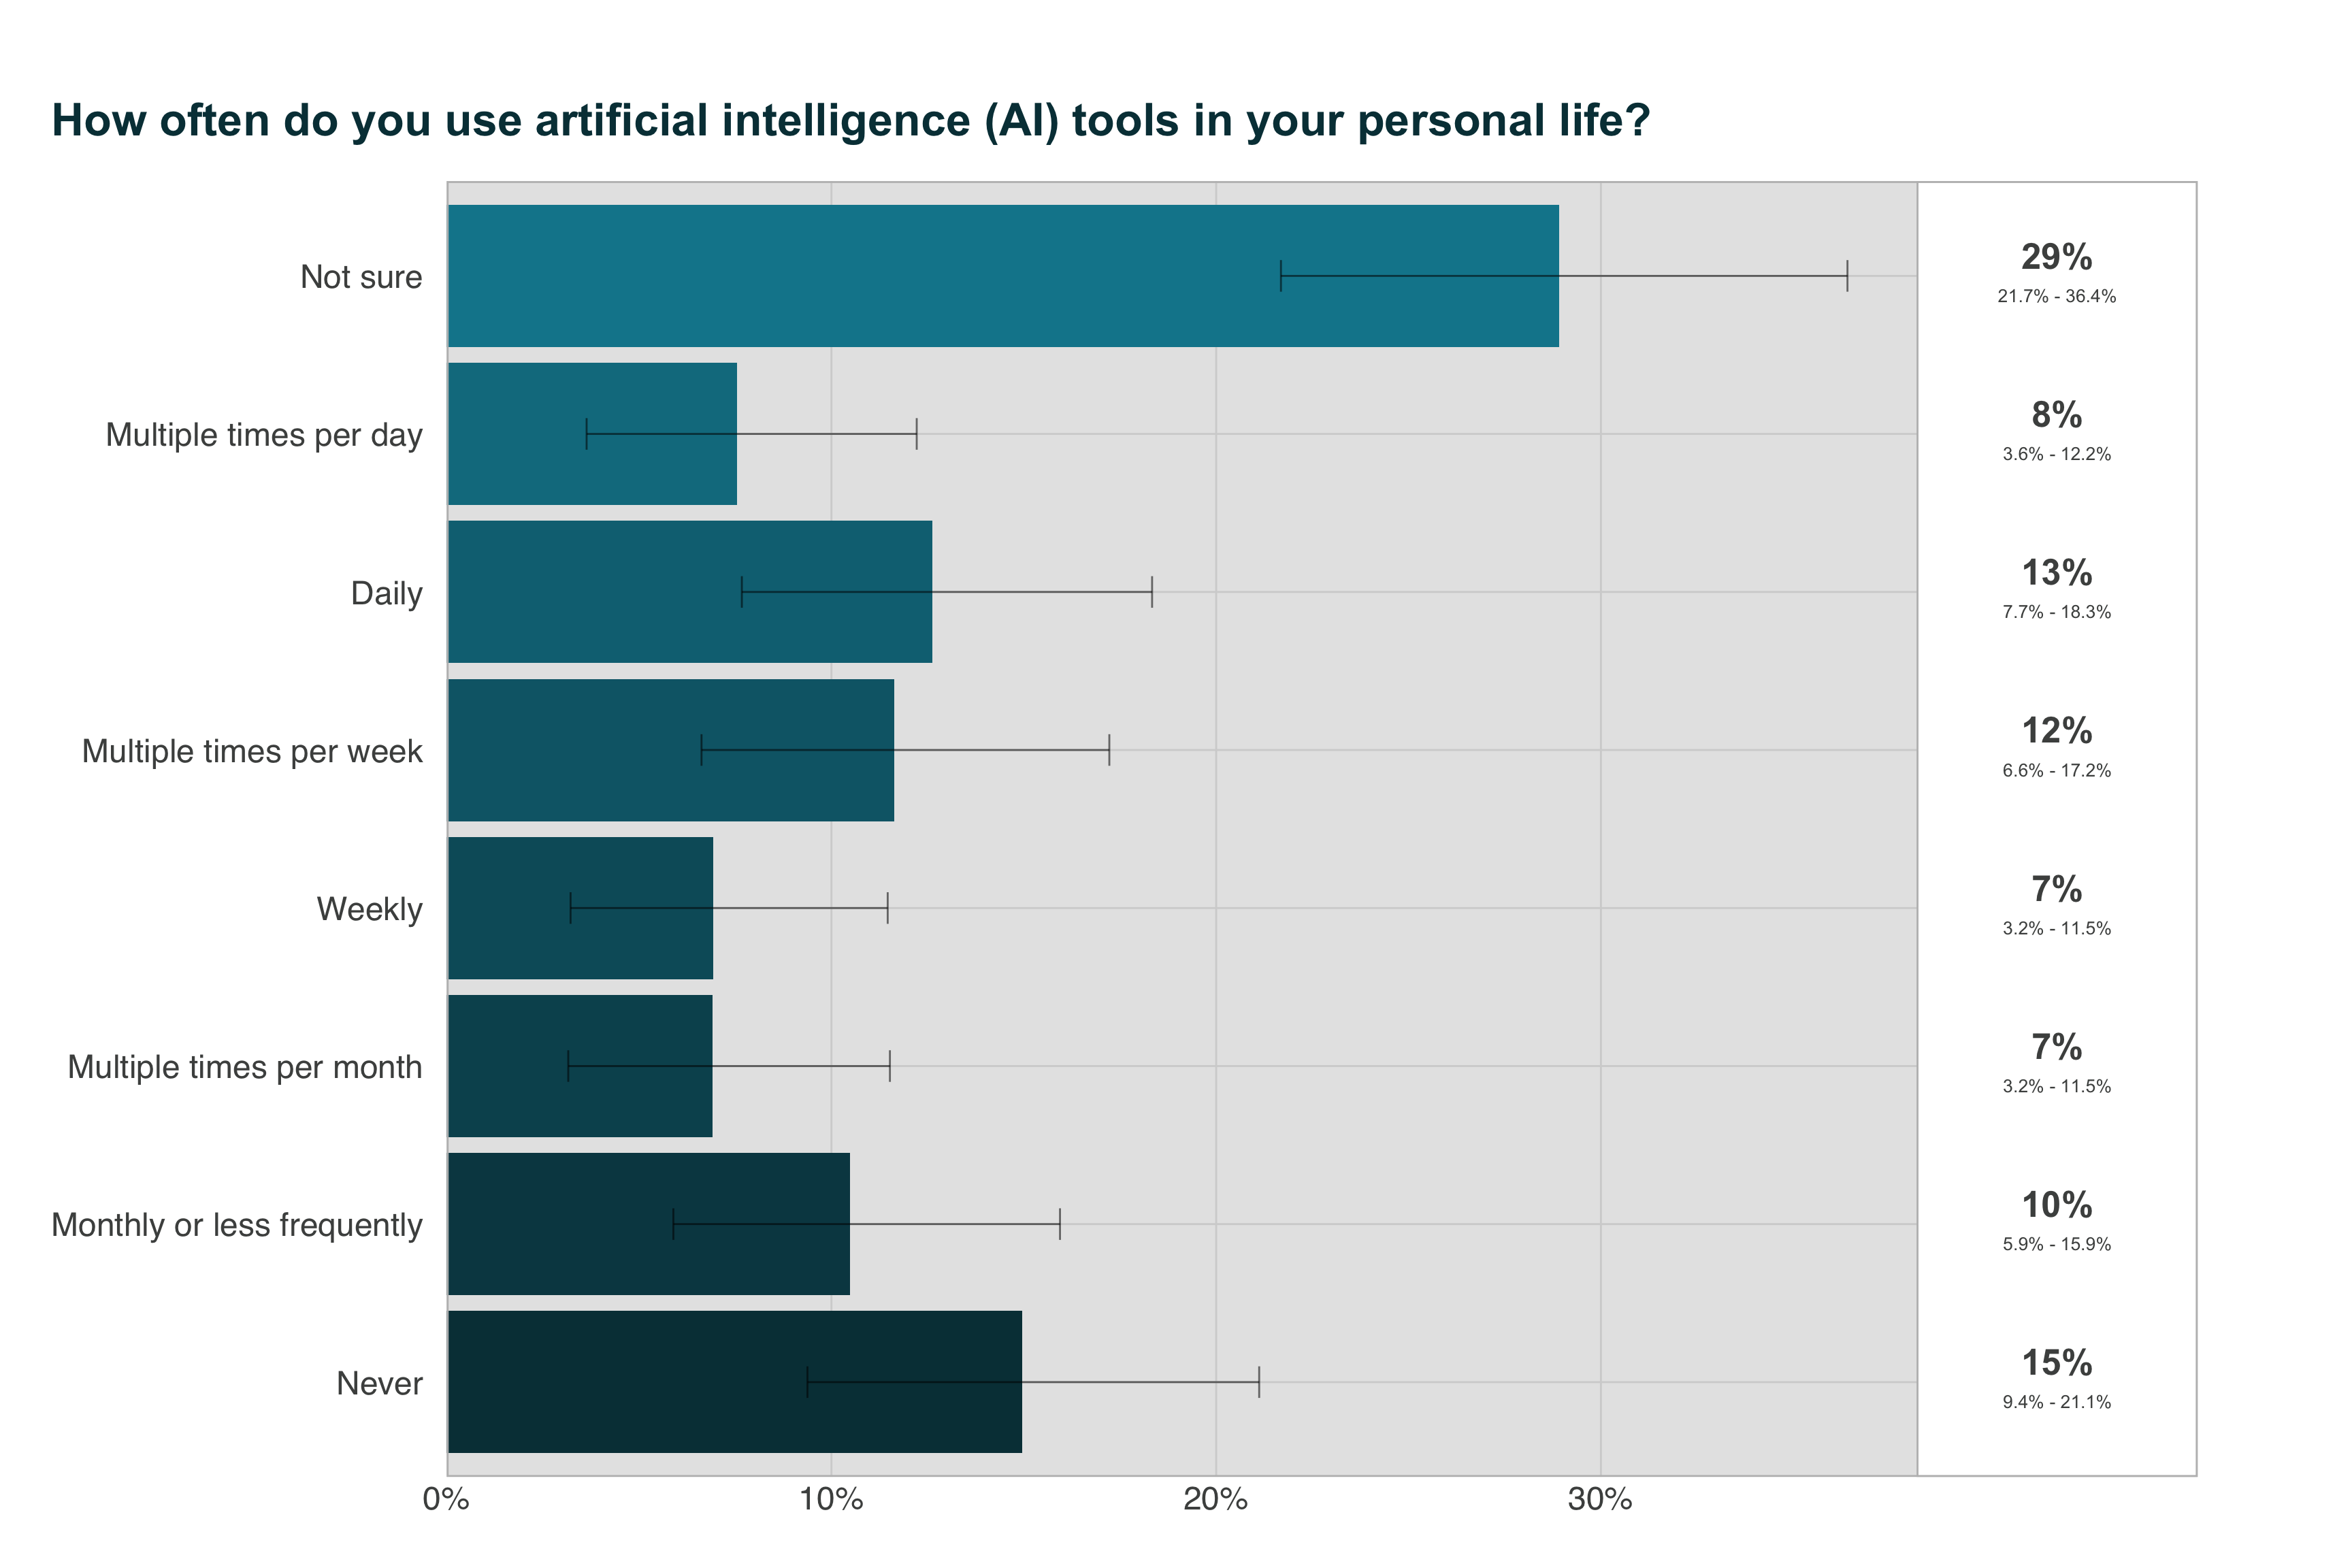 How often do you use artificial intelligence (AI) tools in your personal life?
Not sure
29%
21.7% - 36.4%
Multiple times per day
8%
3.6% - 12.2%
Daily
13%
7.7% - 18.3%
Multiple times per week
12%
6.6% - 17.2%
Weekly
7%
3.2% - 11.5%
Multiple times per month
7%
3.2% - 11.5%
Monthly or less frequently
10%
5.9% - 15.9%
Never
15%
9.4% - 21.1%
0% 10% 20% 30%